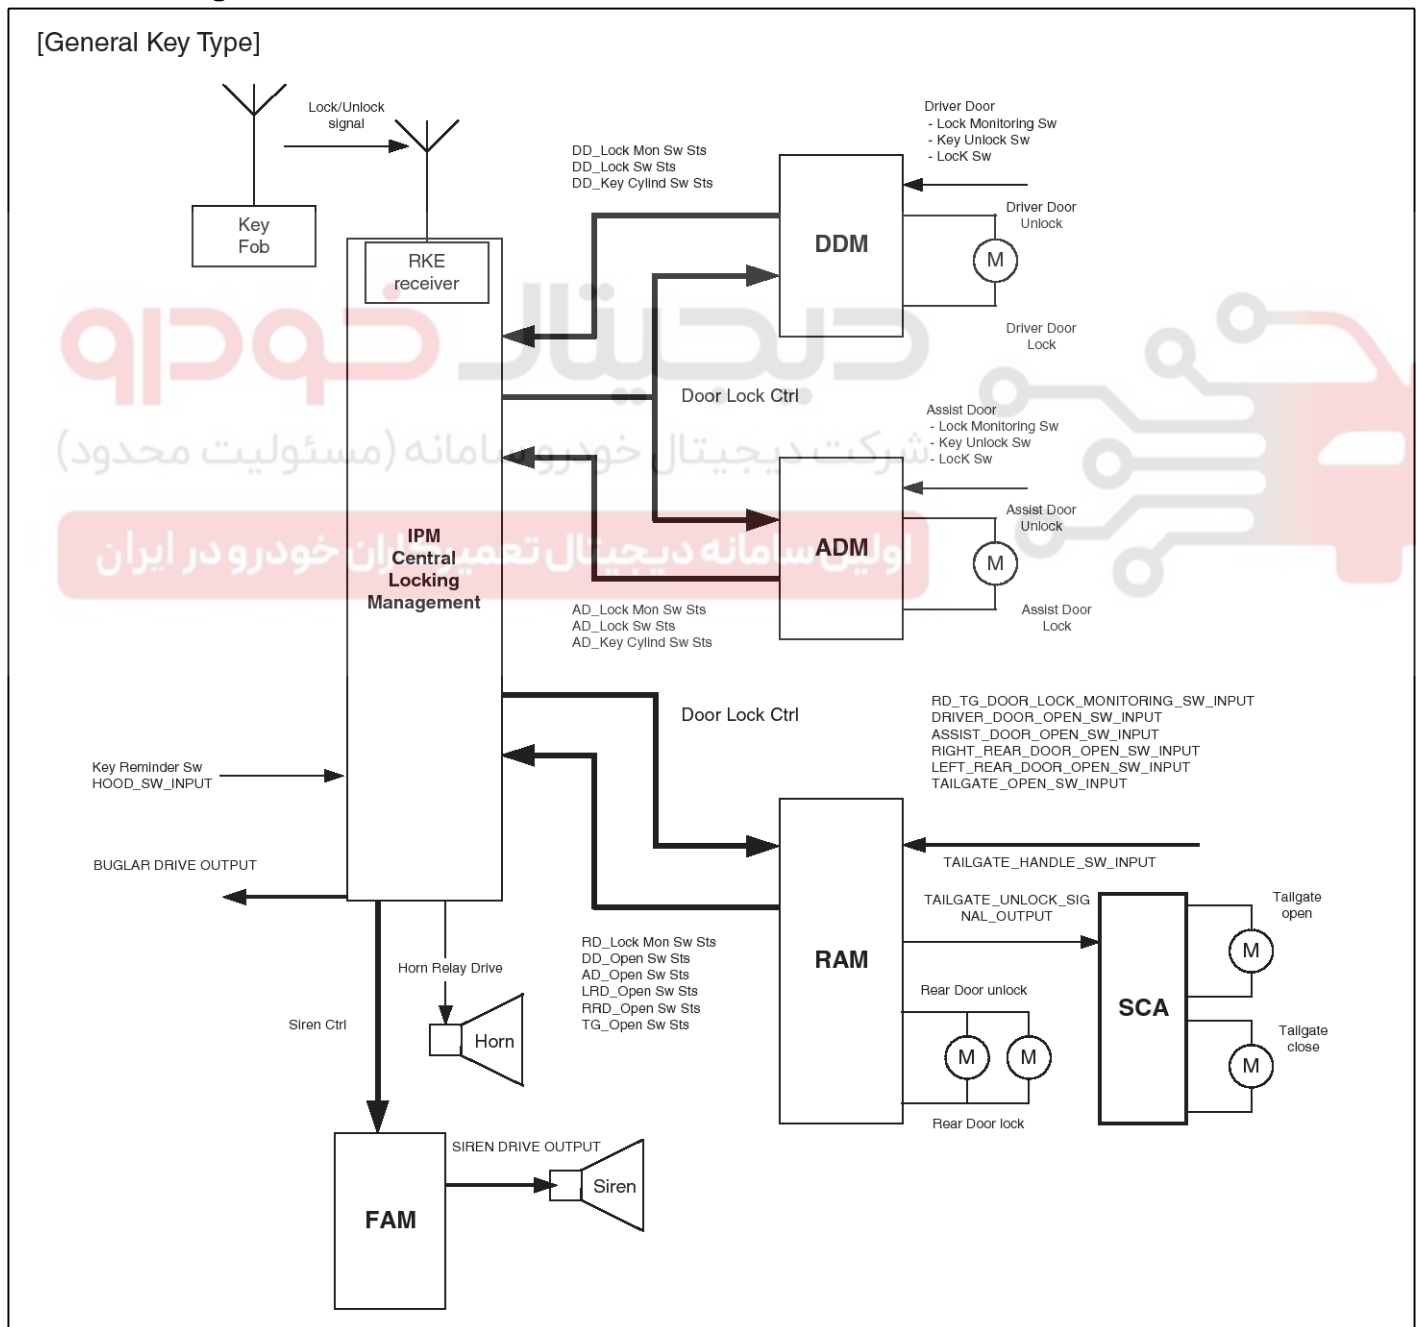 [General Key Type]
Lock/Unlock
signal
Key
Fob
RKE
receiver
DD_Lock Mon Sw Sts
DD_Lock Sw Sts
DD_Key Cylind Sw Sts
Driver Door
- Lock Monitoring Sw
- Key Unlock Sw
- LocK Sw
DDM
Driver Door
Unlock
M
Driver Door
Lock
دیجیتال خودرو
شرکت دیجیتال خودرو سامانه (مسئولیت محدود)
اولین سامانه دیجیتال تعمیرکاران خودرو در ایران
Door Lock Ctrl
Assist Door
- Lock Monitoring Sw
- Key Unlock Sw
- LocK Sw
ADM
Assist Door
Unlock
M
Assist Door
Lock
IPM
Central
Locking
Management
AD_Lock Mon Sw Sts
AD_Lock Sw Sts
AD_Key Cylind Sw Sts
Door Lock Ctrl
RD_TG_DOOR_LOCK_MONITORING_SW_INPUT
DRIVER_DOOR_OPEN_SW_INPUT
ASSIST_DOOR_OPEN_SW_INPUT
RIGHT_REAR_DOOR_OPEN_SW_INPUT
LEFT_REAR_DOOR_OPEN_SW_INPUT
TAILGATE_OPEN_SW_INPUT
Key Reminder Sw
HOOD_SW_INPUT
BUGLAR DRIVE OUTPUT
TAILGATE_HANDLE_SW_INPUT
TAILGATE_UNLOCK_SIG
NAL_OUTPUT
RAM
RD_Lock Mon Sw Sts
DD_Open Sw Sts
AD_Open Sw Sts
LRD_Open Sw Sts
RRD_Open Sw Sts
TG_Open Sw Sts
Rear Door unlock
M
M
Rear Door lock
SCA
Tailgate
open
M
Tailgate
close
M
Horn Relay Drive
Horn
Siren Ctrl
SIREN DRIVE OUTPUT
Siren
FAM